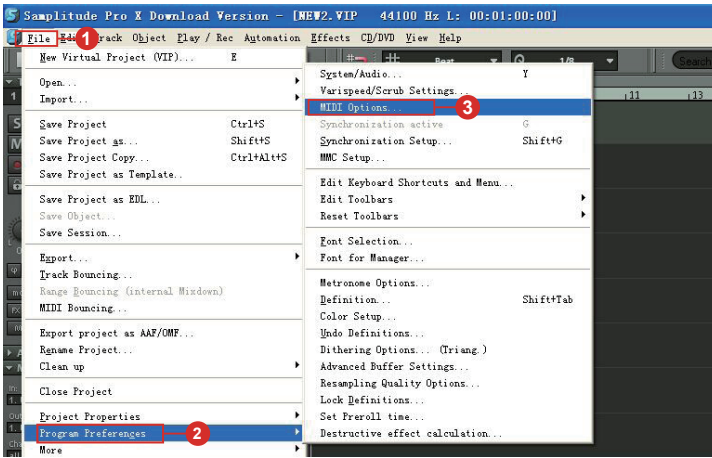 Samplitude Pro X Download Version - [NEW2.VIP 44100 Hz L: 00:01:00:00]
File 1 Track Object Play / Rec Automation Effects CD/DVD View Help
New Virtual Project (VIP)... E
Open...
Import...
Save Project Ctrl+S
Save Project as... Shift+S
Save Project Copy... Ctrl+Alt+S
Save Project as Template..
Save Project as EDL...
Save Object...
Save Session...
Export...
Track Bouncing...
Range Bouncing (internal Mixdown)
MIDI Bouncing...
Export project as AAF/OMF...
Rename Project...
Clean up
Close Project
Project Properties
Program Preferences 2
More
Beat 1/8 Search
11 13
System/Audio... Y
Varispeed/Scrub Settings...
MIDI Options... 3
Synchronization active G
Synchronization Setup... Shift+G
MMC Setup...
Edit Keyboard Shortcuts and Menu...
Edit Toolbars
Reset Toolbars
Font Selection...
Font for Manager...
Metronome Options...
Definition... Shift+Tab
Color Setup...
Undo Definitions...
Dithering Options... (Triang.)
Advanced Buffer Settings...
Resampling Quality Options...
Lock Definitions...
Set Preroll time...
Destructive effect calculation...